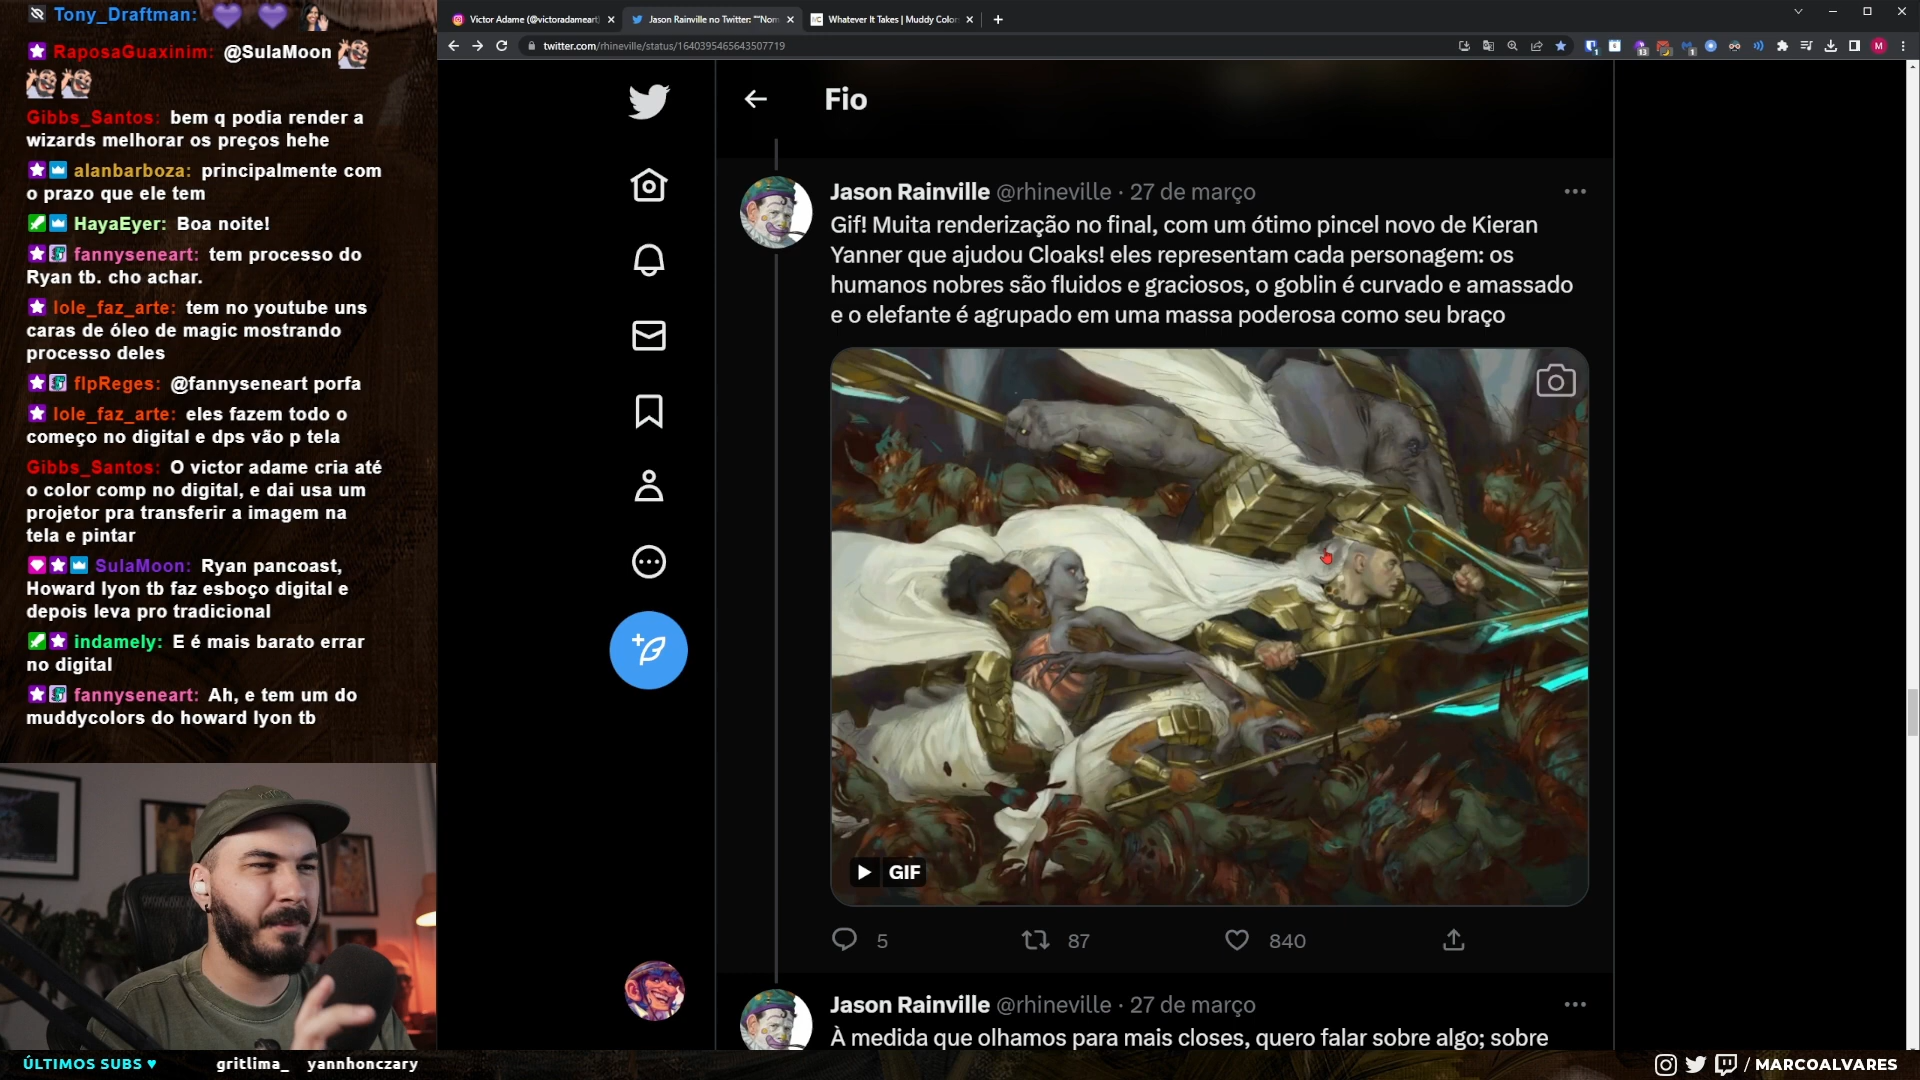 Tony_Draftman:
RaposaGuaxinim: @SulaMoon
Gibbs_Santos: bem q podia render a
wizards melhorar os preços hehe
alanbarboza: principalmente com
o prazo que ele tem
HayaEyer: Boa noite!
fannyseneart: tem processo do
Ryan tb. cho achar.
lole_faz_arte: tem no youtube uns
caras de óleo de magic mostrando
processo deles
flpReges: @fannyseneart porfa
lole_faz_arte: eles fazem todo o
começo no digital e dps vão p tela
Gibbs_Santos: O victor adame cria até
o color comp no digital, e dai usa um
projetor pra transferir a imagem na
tela e pintar
SulaMoon: Ryan pancoast,
Howard lyon tb faz esboço digital e
depois leva pro tradicional
indamely: E é mais barato errar
no digital
fannyseneart: Ah, e tem um do
muddycolors do howard lyon tb
Victor Adame (@victoradameart)
Jason Rainville no Twitter: ""Nom
Whatever It Takes | Muddy Color
twitter.com/rhineville/status/1640395465643507719
Fio
Jason Rainville @rhineville · 27 de março
Gif! Muita renderização no final, com um ótimo pincel novo de Kieran
Yanner que ajudou Cloaks! eles representam cada personagem: os
humanos nobres são fluidos e graciosos, o goblin é curvado e amassado
e o elefante é agrupado em uma massa poderosa como seu braço
GIF
5 87 840
Jason Rainville @rhineville · 27 de março
À medida que olhamos para mais closes, quero falar sobre algo; sobre
ÚLTIMOS SUBS ♥ gritlima_ yannhonczary
/ MARCOALVARES